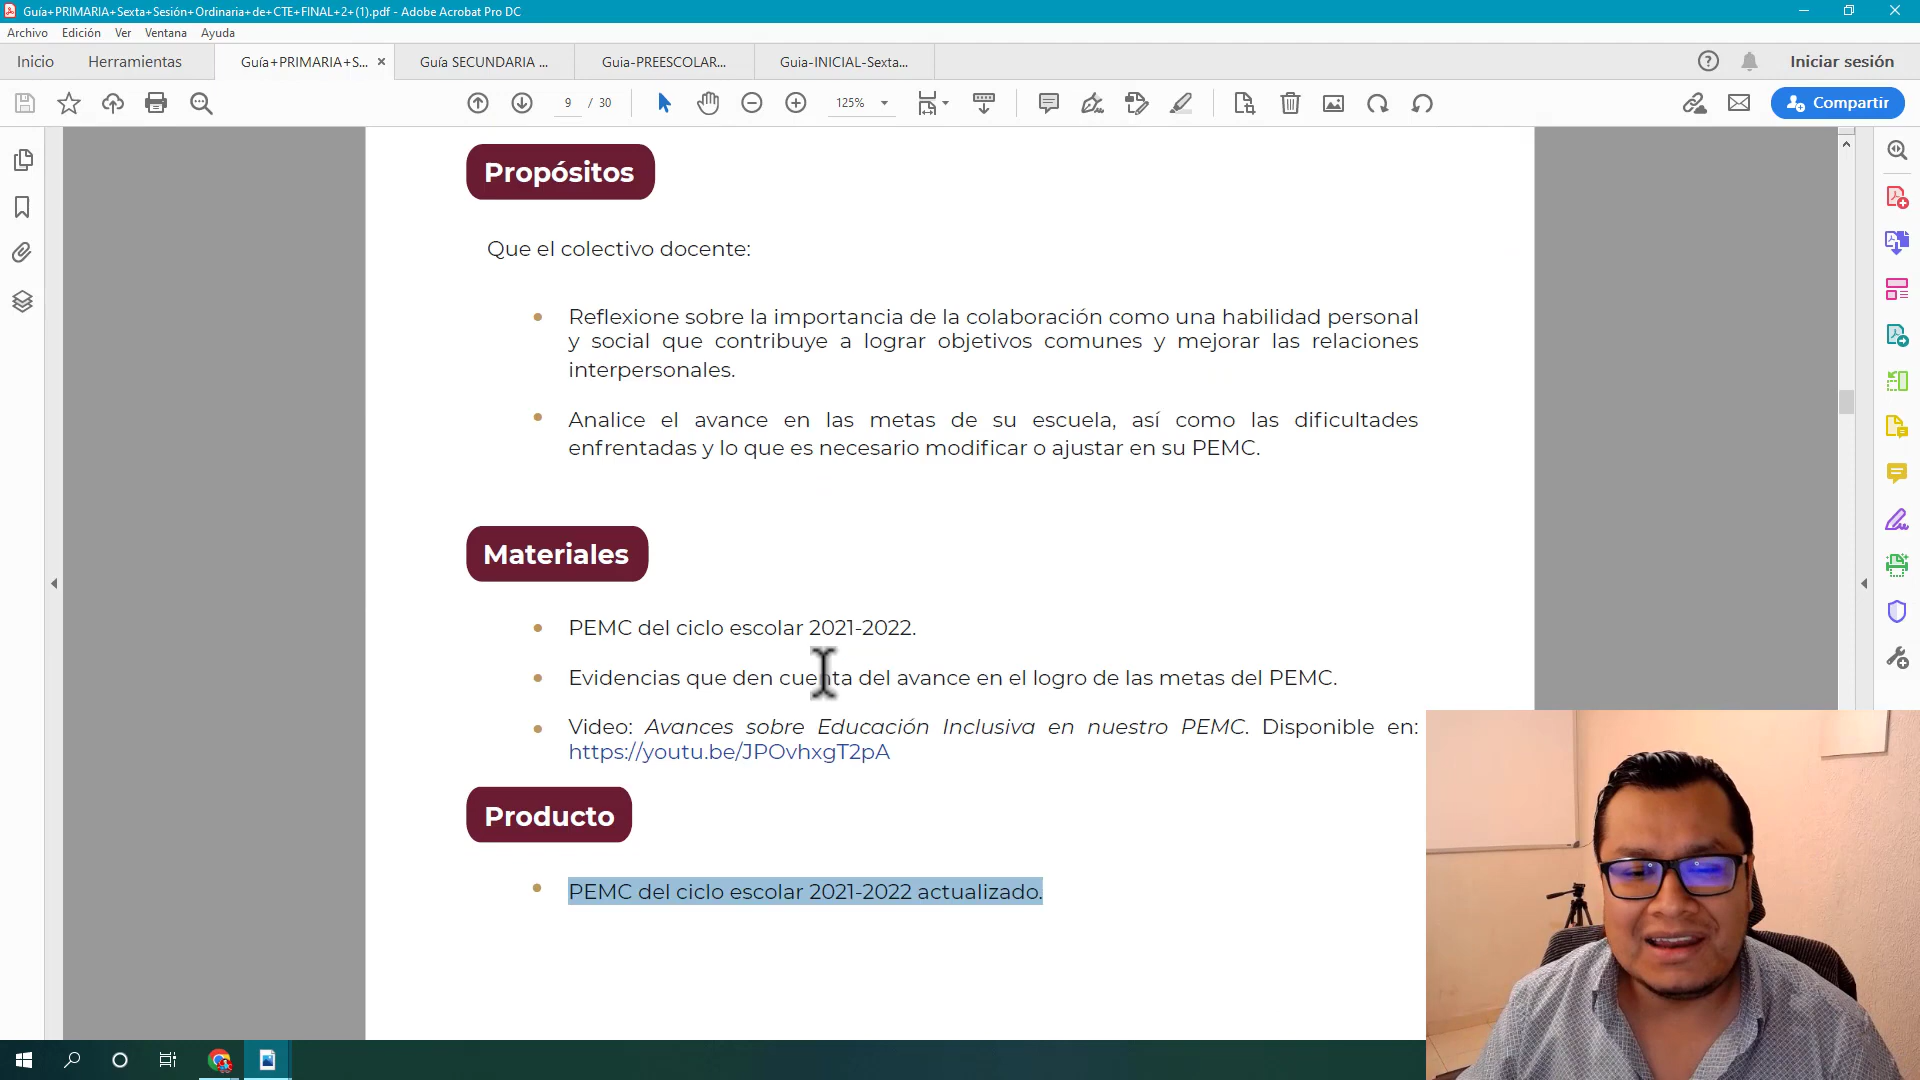 Guía+PRIMARIA+Sexta+Sesión+Ordinaria+de+CTE+FINAL+2+(1).pdf - Adobe Acrobat Pro DC
Archivo Edición Ver Ventana Ayuda
Inicio Herramientas Guía+PRIMARIA+S... × Guía SECUNDARIA ... Guia-PREESCOLAR... Guia-INICIAL-Sexta... Iniciar sesión
9 / 30 125% Compartir
Propósitos
Que el colectivo docente:
• Reflexione sobre la importancia de la colaboración como una habilidad personal
y social que contribuye a lograr objetivos comunes y mejorar las relaciones
interpersonales.
• Analice el avance en las metas de su escuela, así como las dificultades
enfrentadas y lo que es necesario modificar o ajustar en su PEMC.
Materiales
• PEMC del ciclo escolar 2021-2022.
• Evidencias que den cuenta del avance en el logro de las metas del PEMC.
• Video: Avances sobre Educación Inclusiva en nuestro PEMC. Disponible en:
https://youtu.be/JPOvhxgT2pA
Producto
• PEMC del ciclo escolar 2021-2022 actualizado.